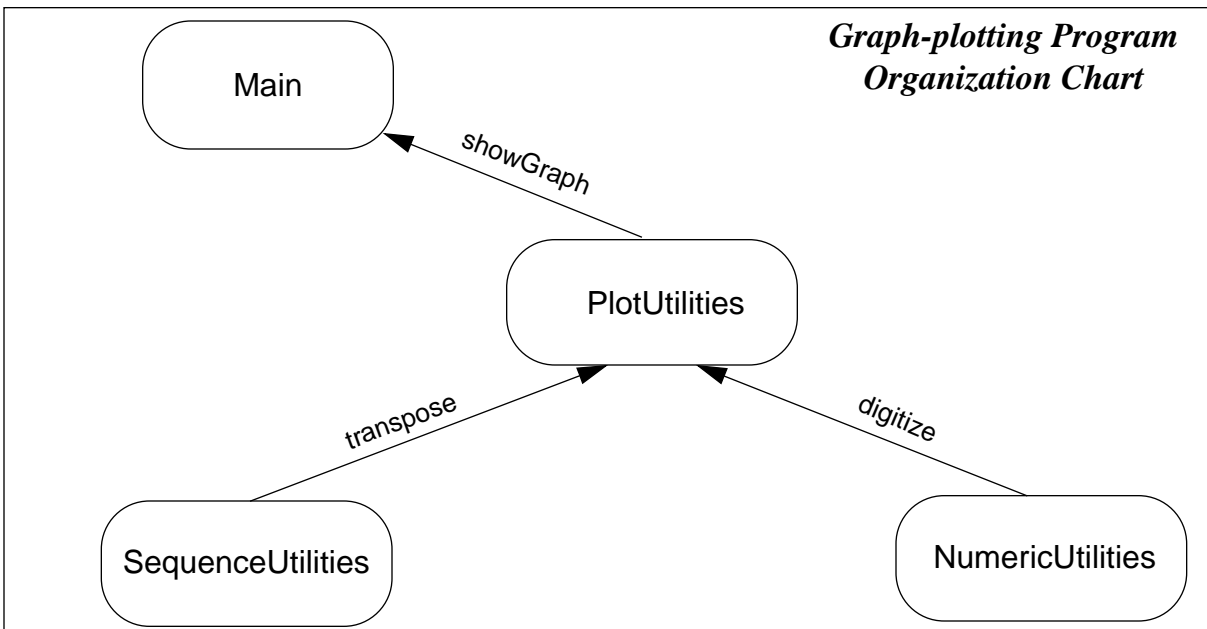 Graph-plotting Program
Organization Chart
Main
showGraph
PlotUtilities
transpose
digitize
SequenceUtilities
NumericUtilities